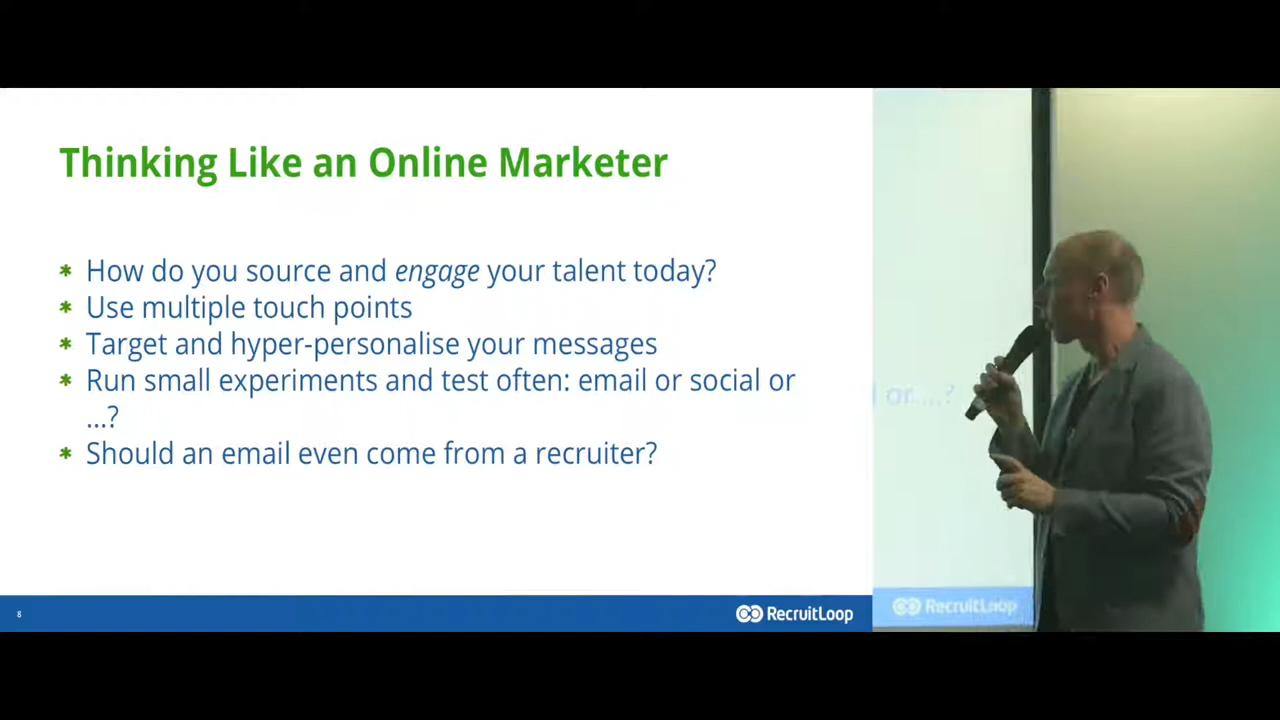 Thinking Like an Online Marketer
* How do you source and engage your talent today?
* Use multiple touch points
* Target and hyper-personalise your messages
* Run small experiments and test often: email or social or
...?
* Should an email even come from a recruiter?
8
RecruitLoop
or....?
RecruitLoop